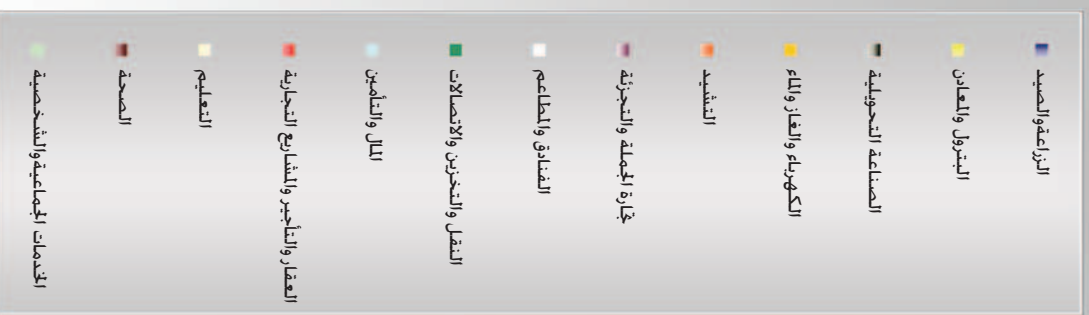 الزراعة والصيد
البترول والمعادن
الصناعة التحويلية
الكهرباء والغاز والماء
التشيد
تجارة الجملة والتجزئة
الفنادق والمطاعم
النقل والتخزين والاتصالات
المال والتأمين
العقار والتأجير والمشاريع التجارية
التعليم
الصحة
الخدمات الجماعية والشخصية